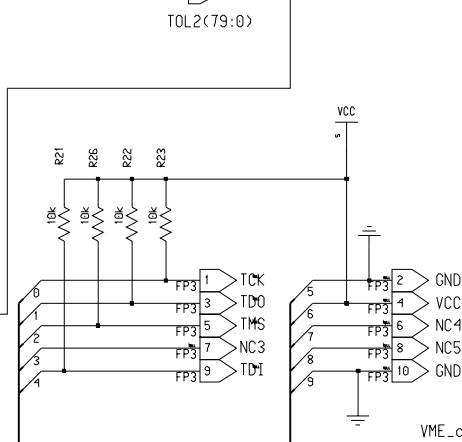 TOL2(79:0)
VCC
5
R21 R26 R22 R23
10k 10k 10k 10k
0 FP3 1 TCK 5 FP3 2 GND
1 FP3 3 TDO 6 FP3 4 VCC
2 FP3 5 TMS 7 FP3 6 NC4
3 FP3 7 NC3 8 FP3 8 NC5
4 FP3 9 TDI 9 FP3 10 GND
VME_c